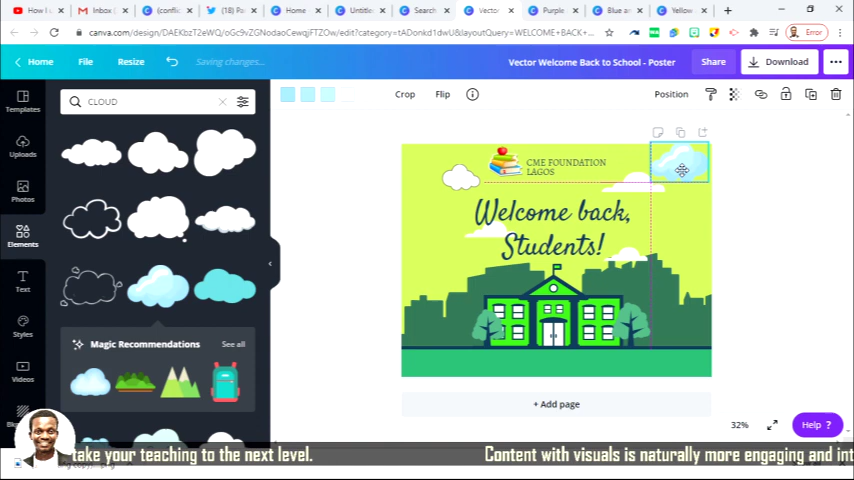 How i u
M Inbox (
(conflic
(18) Pa
Home
Untitle
Search
Vector
Purple
Blue ar
Yellow
canva.com/design/DAEKbzT2eWQ/oGc9vZGNodaoCewqjFTZOw/edit?category=tADonkd1dwU&layoutQuery=WELCOME+BACK+...
Error
Home
File
Resize
Saving changes...
Vector Welcome Back to School - Poster
Share
Download
Templates
CLOUD
Crop
Flip
Position
Uploads
Photos
Elements
Text
Styles
Videos
CME FOUNDATION
LAGOS
Welcome back,
Students!
Magic Recommendations
See all
+ Add page
32%
Help ?
take your teaching to the next level.
Content with visuals is naturally more engaging and int